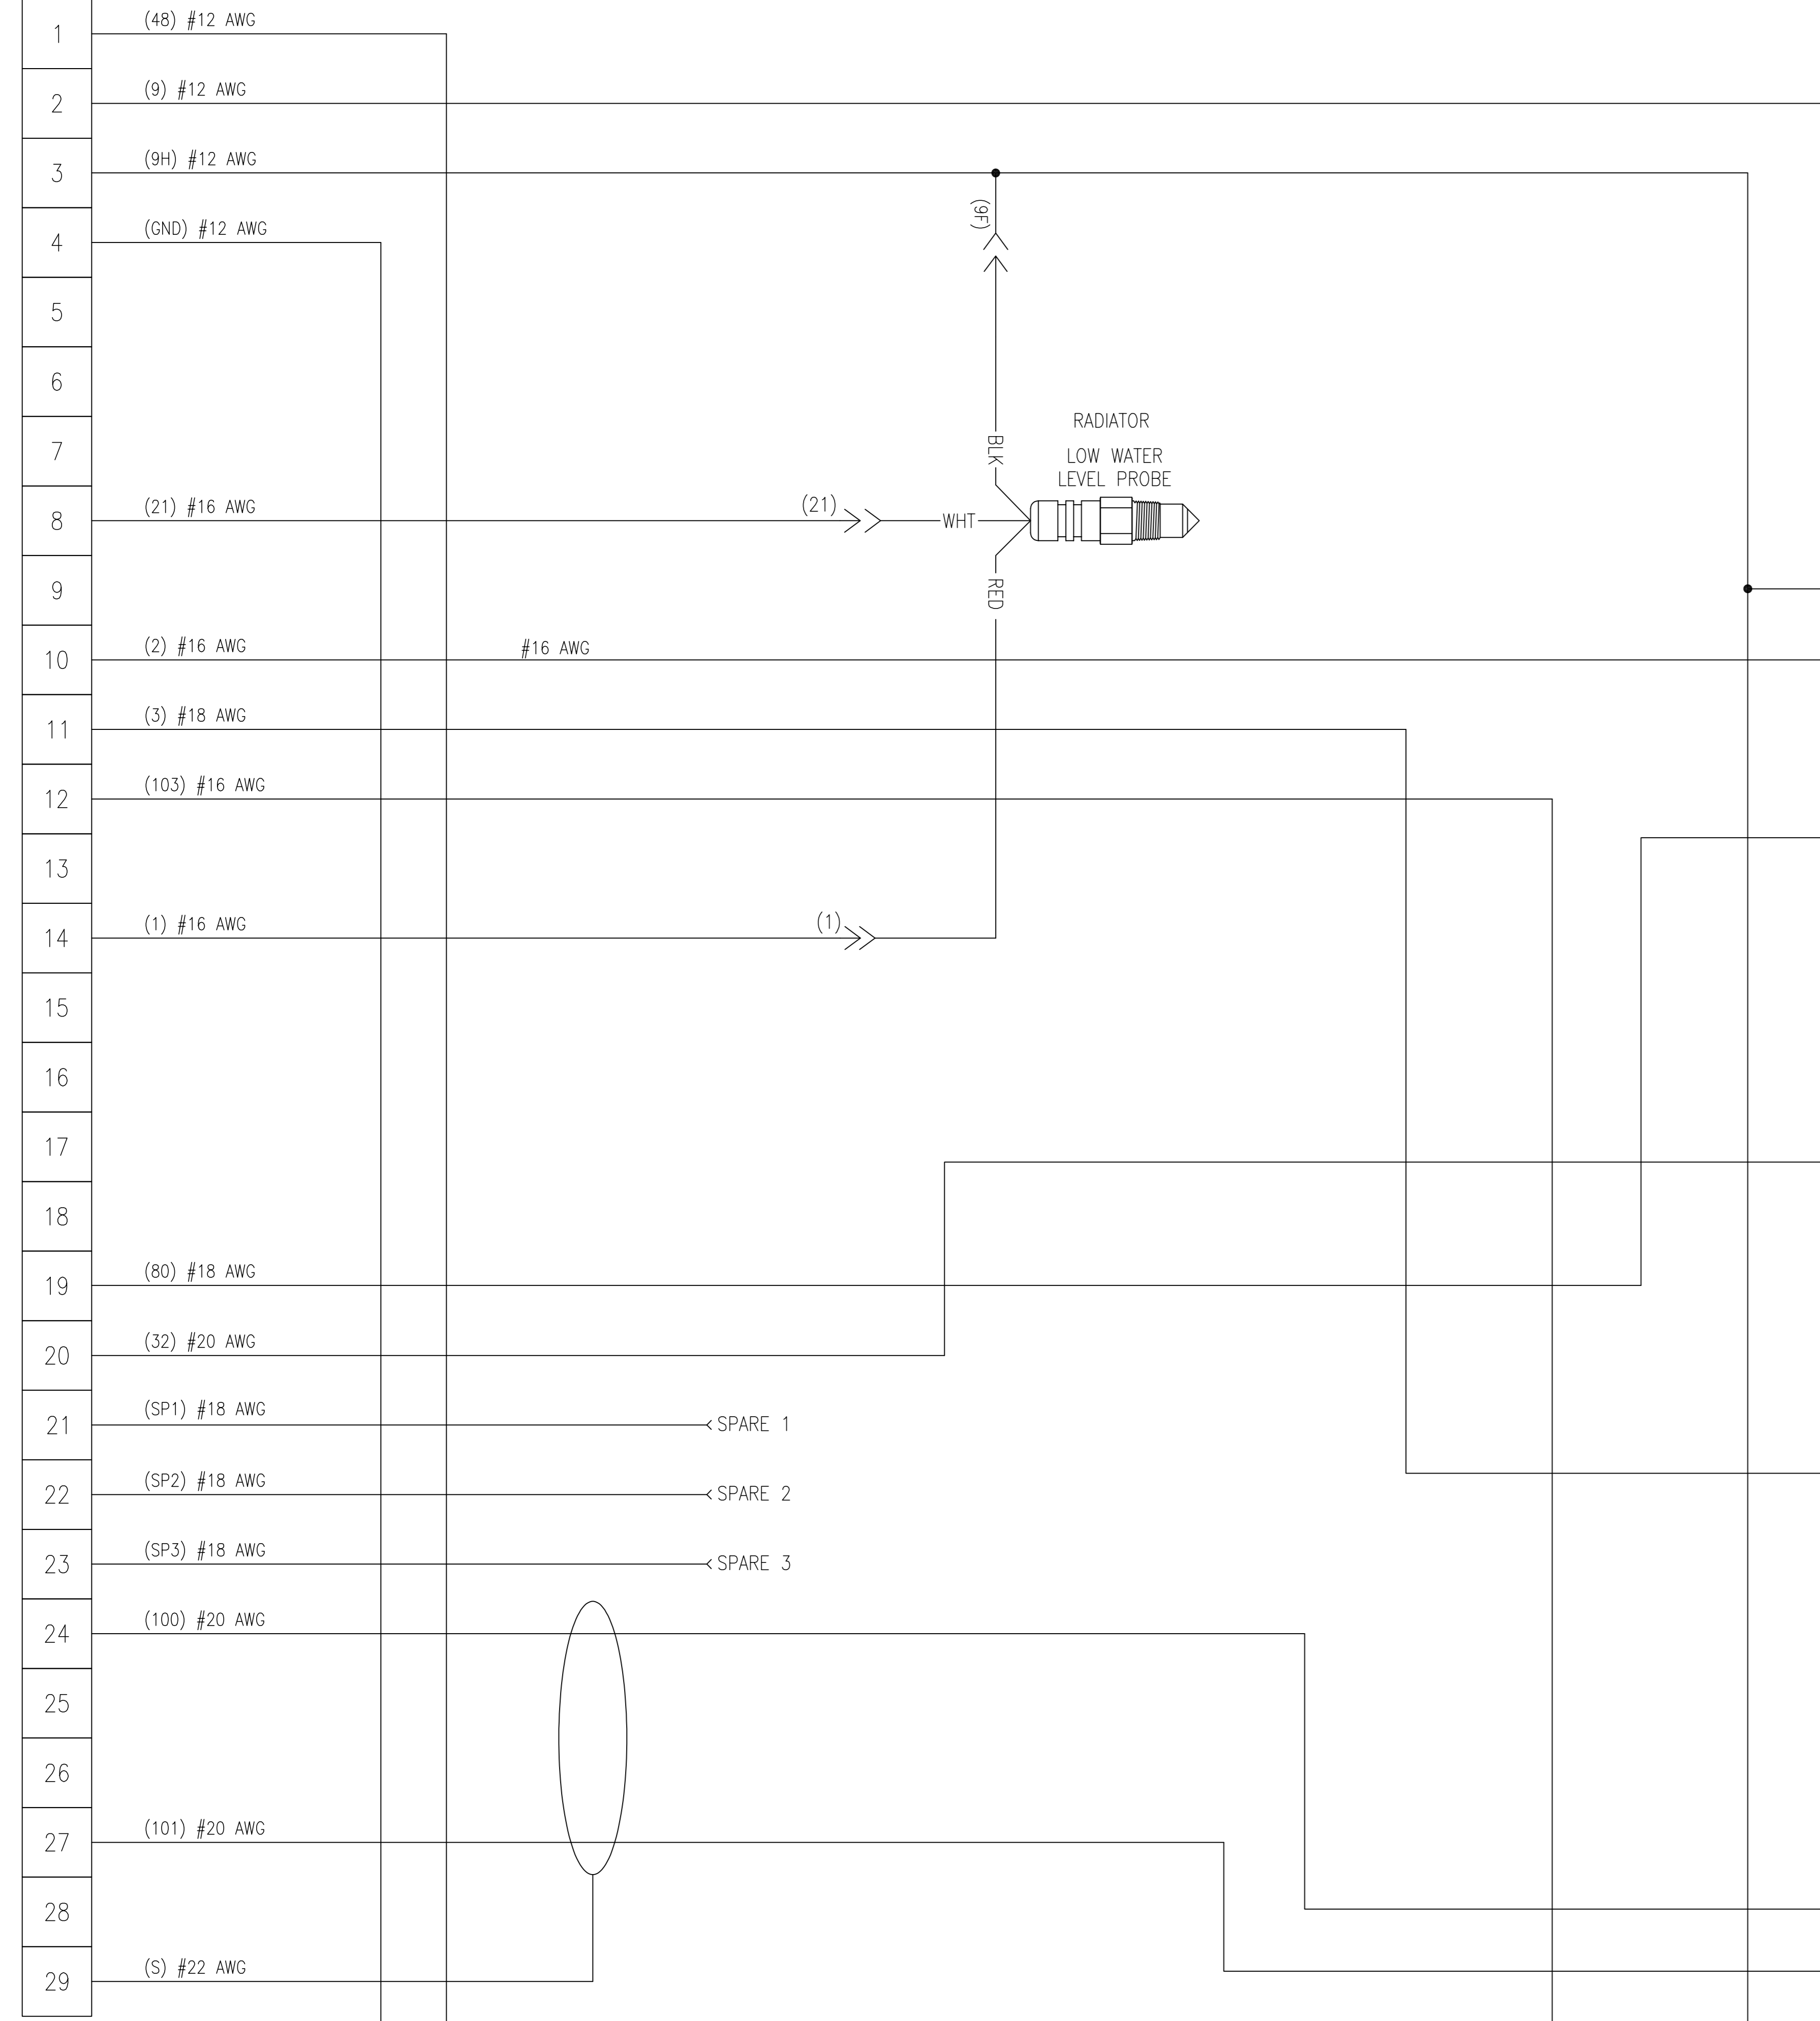 1 (48) #12 AWG
2 (9) #12 AWG
3 (9H) #12 AWG
(9F)
4 (GND) #12 AWG
5
6
RADIATOR
LOW WATER
LEVEL PROBE
7
BLK
8 (21) #16 AWG (21) WHT
9
RED
10 (2) #16 AWG #16 AWG
11 (3) #18 AWG
12 (103) #16 AWG
13
14 (1) #16 AWG (1)
15
16
17
18
19 (80) #18 AWG
20 (32) #20 AWG
21 (SP1) #18 AWG SPARE 1
22 (SP2) #18 AWG SPARE 2
23 (SP3) #18 AWG SPARE 3
24 (100) #20 AWG
25
26
27 (101) #20 AWG
28
29 (S) #22 AWG